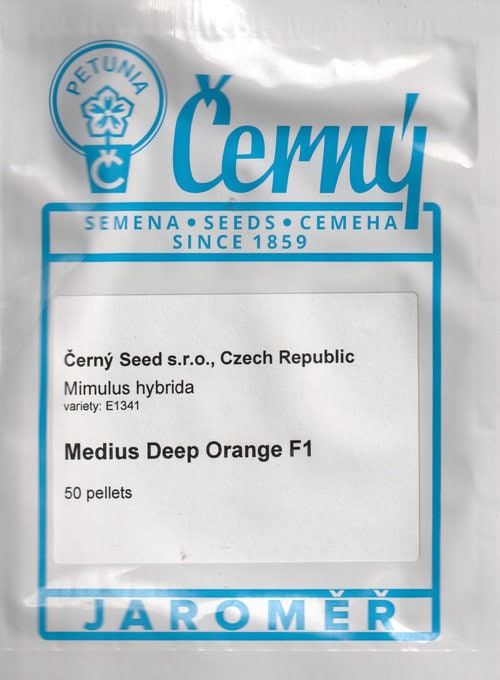 PETUNIA
Č
Černý
SEMENA • SEEDS • СЕМЕНА
SINCE 1859
Černý Seed s.r.o., Czech Republic
Mimulus hybrida
variety: E1341
Medius Deep Orange F1
50 pellets
JAROMĚŘ